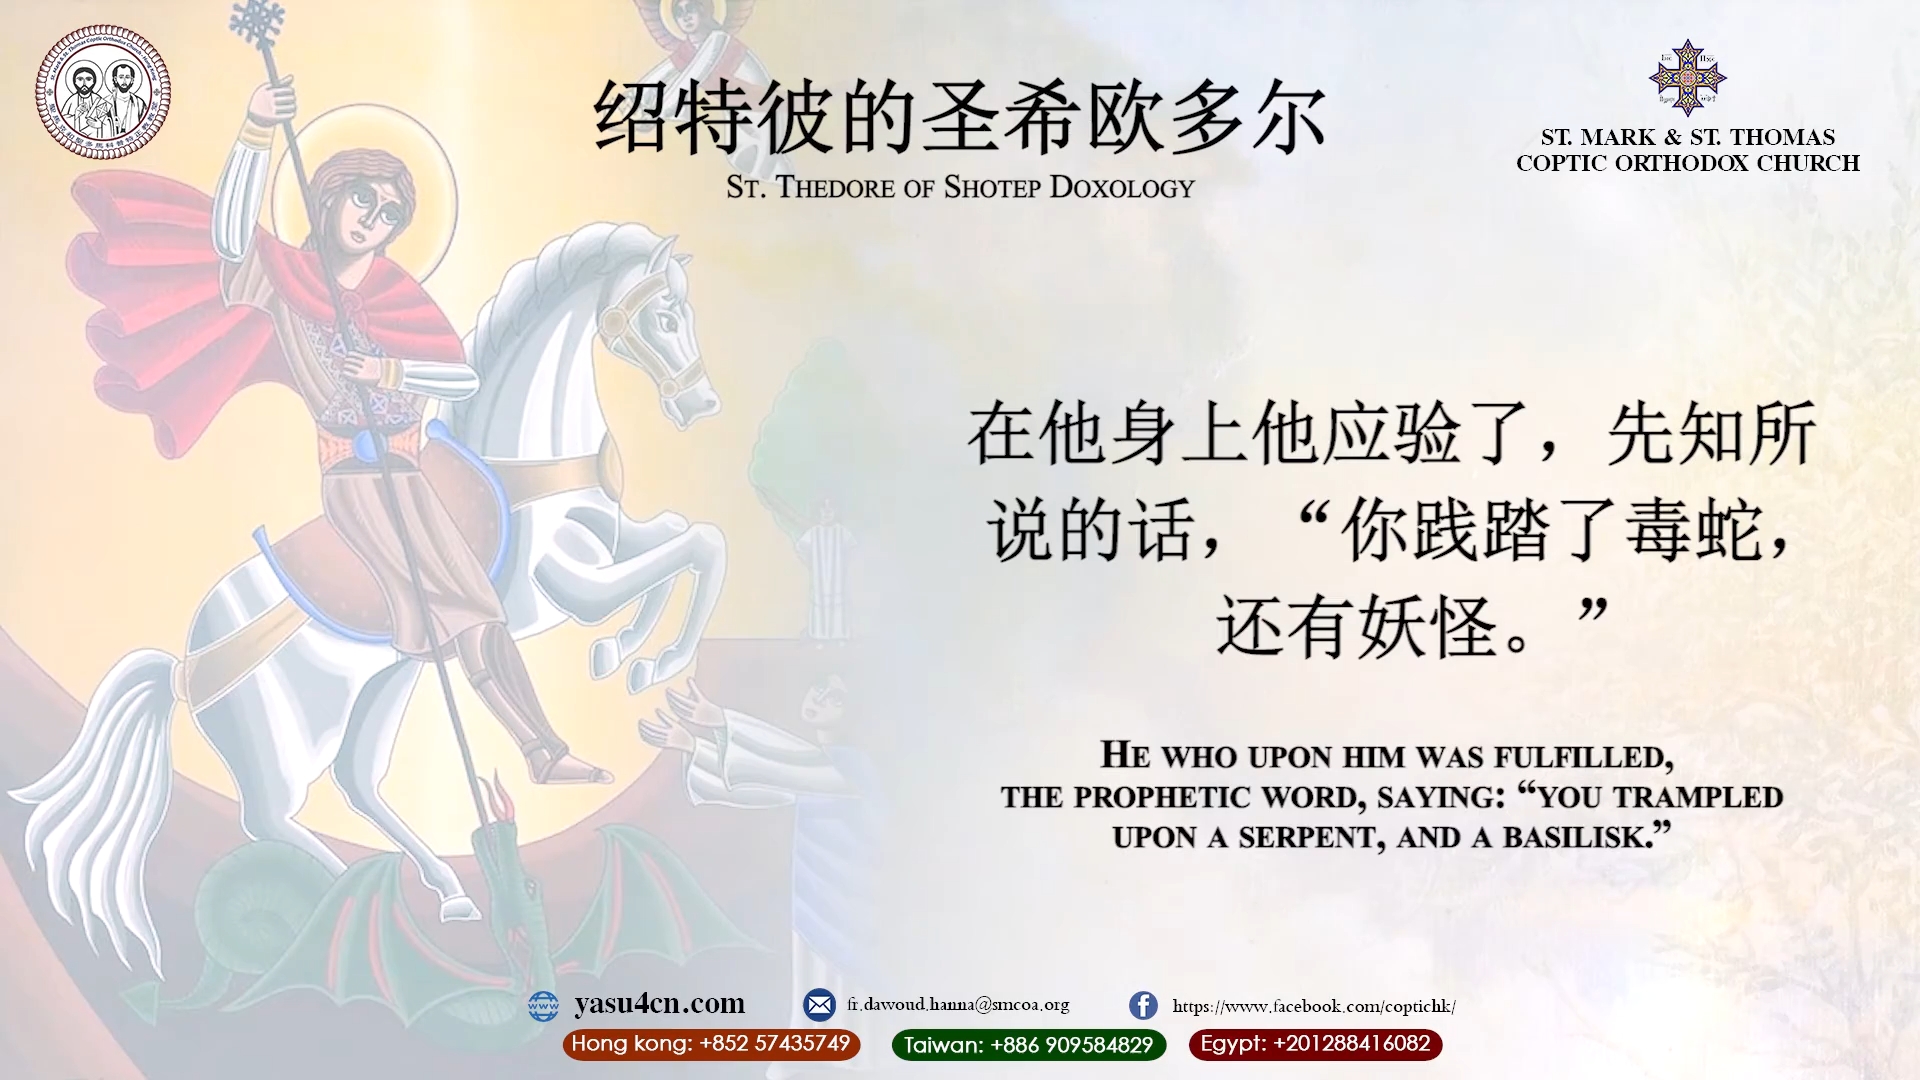 绍特彼的圣希欧多尔
St. Thedore of Shotep Doxology
ST. MARK & ST. THOMAS
COPTIC ORTHODOX CHURCH
在他身上他应验了，先知所
说的话，“你践踏了毒蛇，
还有妖怪。”
He who upon him was fulfilled,
the prophetic word, saying: “you trampled
upon a serpent, and a basilisk.”
yasu4cn.com
fr.dawoud.hanna@smcoa.org
https://www.facebook.com/coptichk/
Hong kong: +852 57435749
Taiwan: +886 909584829
Egypt: +201288416082